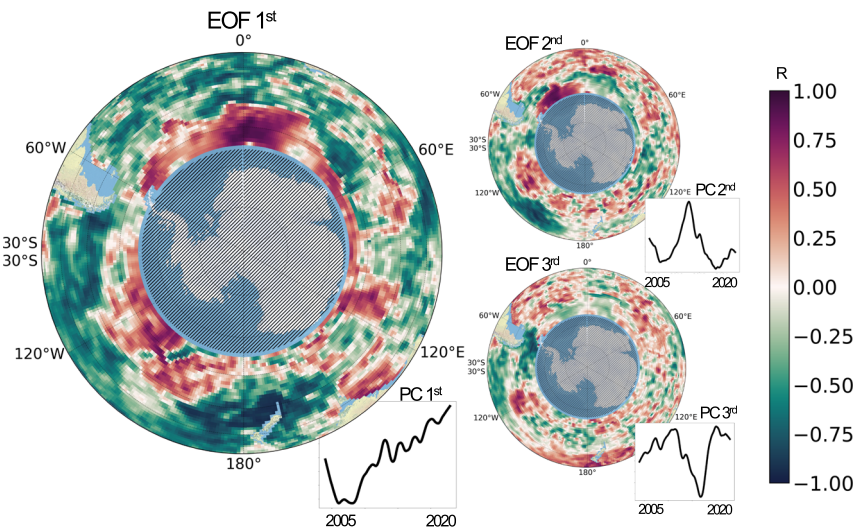 EOF 1st
0°
60°W
60°E
30°S
30°S
120°W
120°E
180°
PC 1st
2005 2020
EOF 2nd
0°
60°W
60°E
30°S
30°S
120°W
120°E
180°
PC 2nd
2005 2020
EOF 3rd
0°
60°W
60°E
30°S
30°S
120°W
120°E
180°
PC 3rd
2005 2020
R
1.00
0.75
0.50
0.25
0.00
−0.25
−0.50
−0.75
−1.00